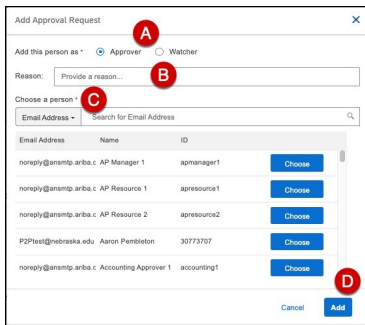 Add Approval Request
A
Add this person as * Approver Watcher
B
Reason: Provide a reason...
C
Choose a person *
Email Address Search for Email Address
Email Address Name ID
noreply@ansmtp.ariba.c AP Manager 1 apmanager1 Choose
noreply@ansmtp.ariba.c AP Resource 1 apresource1 Choose
noreply@ansmtp.ariba.c AP Resource 2 apresource2 Choose
P2Ptest@nebraska.edu Aaron Pembleton 30773707 Choose
noreply@ansmtp.ariba.c Accounting Approver 1 accounting1 Choose
D
Cancel Add